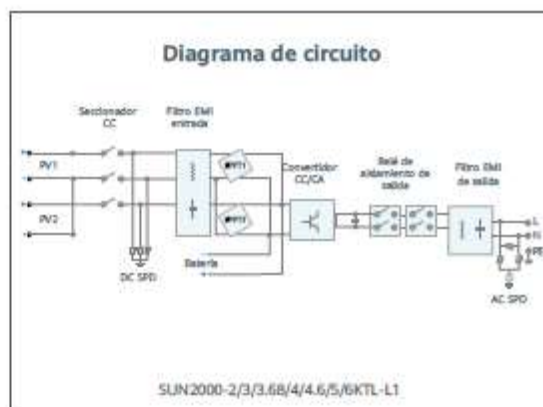 Diagrama de circuito
Seccionador
CC
Filtro EMI
entrada
PV1
PV2
MPPT1
MPPT2
Convertidor
CC/CA
Relé de
aislamiento de
salida
Filtro EMI
de salida
L
N
PE
Batería
DC SPD
AC SPD
SUN2000-2/3/3.68/4/4.6/5/6KTL-L1